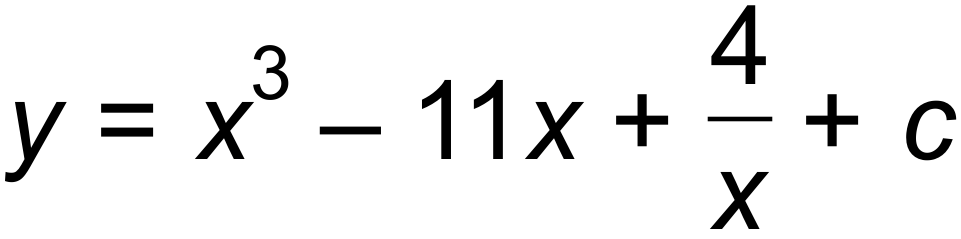 y = x³ – 11x + 4/x + c